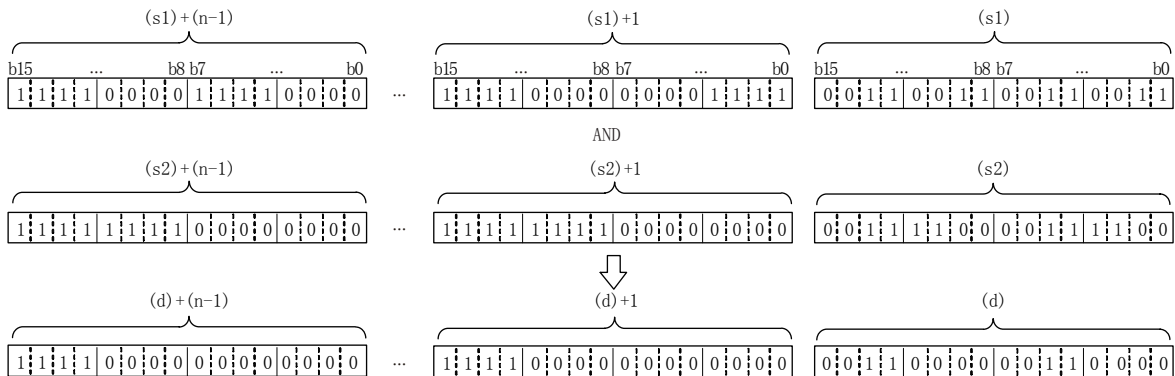 (s1)+(n-1) (s1)+1 (s1)
b15 ... b8 b7 ... b0 b15 ... b8 b7 ... b0 b15 ... b8 b7 ... b0
1 1 1 1 0 0 0 0 1 1 1 1 0 0 0 0 ... 1 1 1 1 0 0 0 0 0 0 0 0 1 1 1 1 0 0 1 1 0 0 1 1 0 0 1 1 0 0 1 1
AND
(s2)+(n-1) (s2)+1 (s2)
1 1 1 1 1 1 1 1 0 0 0 0 0 0 0 0 ... 1 1 1 1 1 1 1 1 0 0 0 0 0 0 0 0 0 0 1 1 1 1 0 0 0 0 1 1 1 1 0 0
(d)+(n-1) (d)+1 (d)
1 1 1 1 0 0 0 0 0 0 0 0 0 0 0 0 ... 1 1 1 1 0 0 0 0 0 0 0 0 0 0 0 0 0 0 1 1 0 0 0 0 0 0 1 1 0 0 0 0